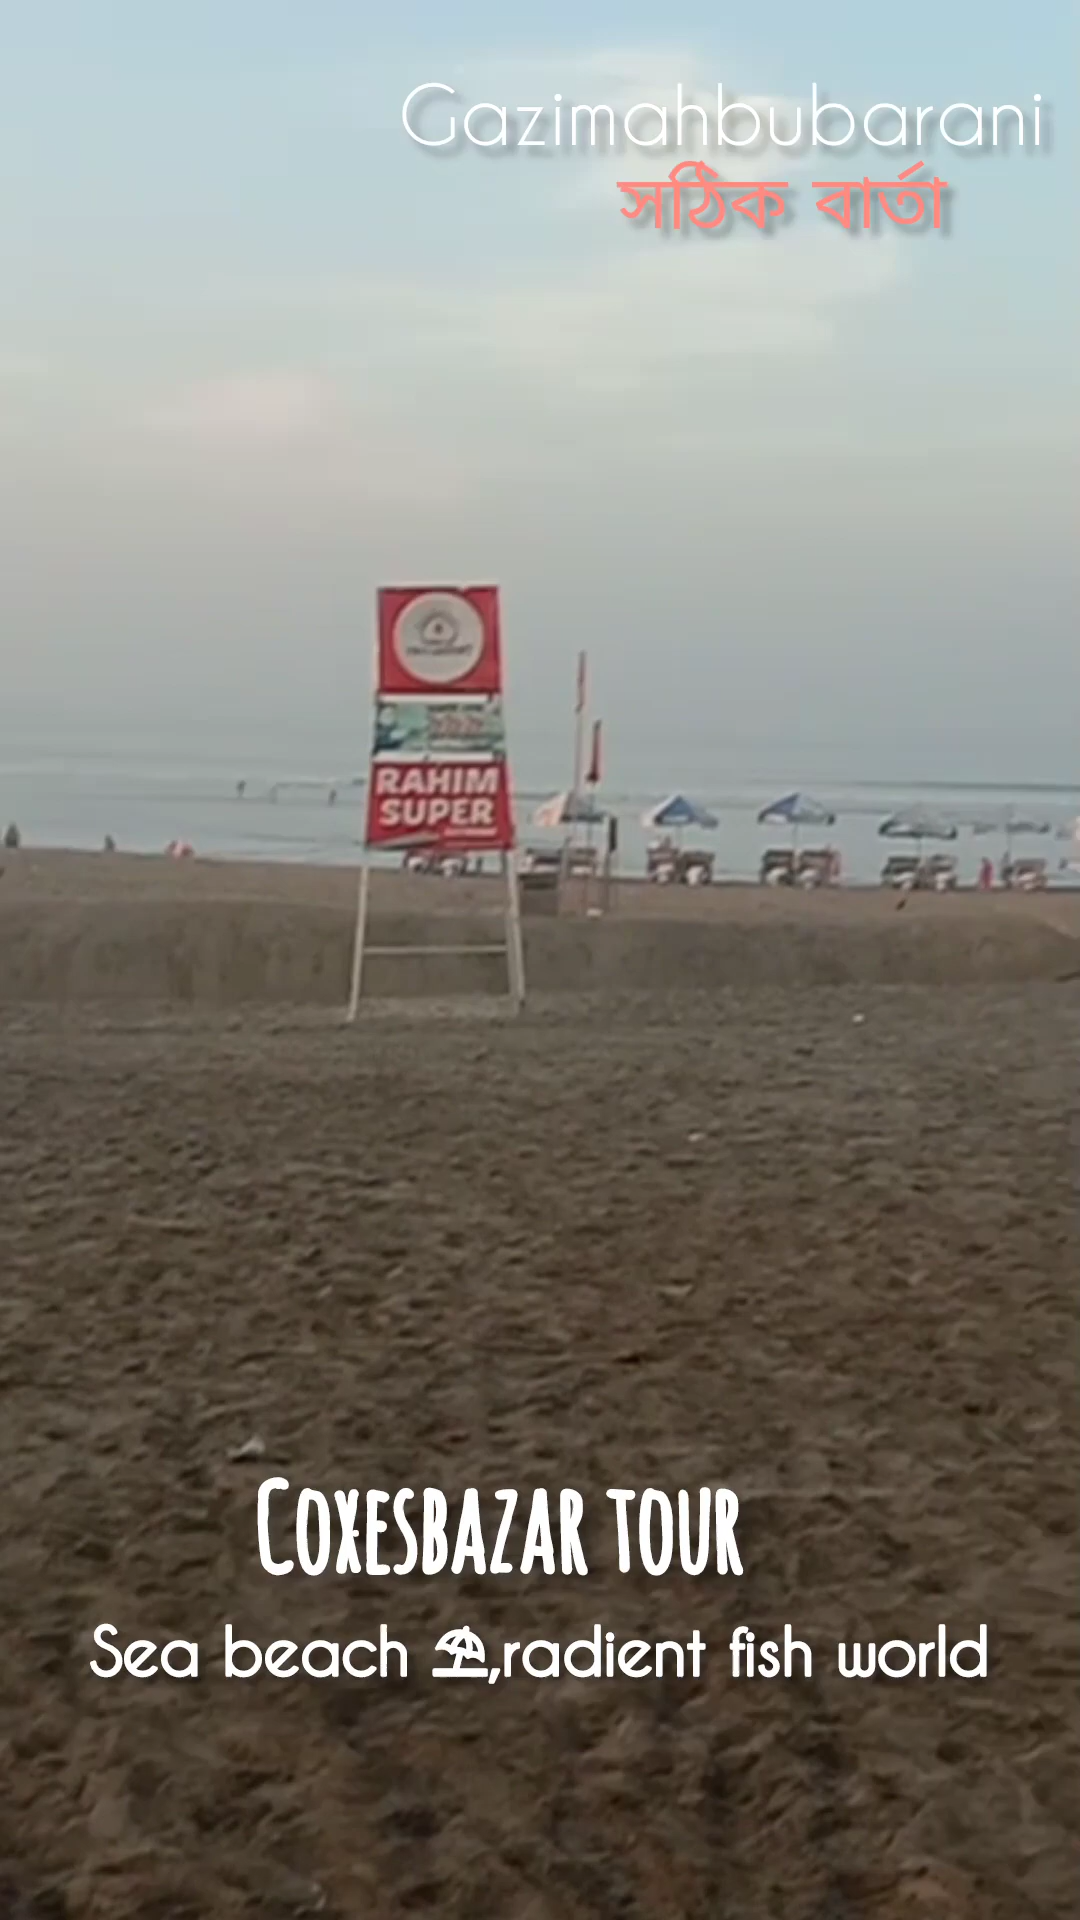 Gazimahbubarani
সঠিক বার্তা
RAHIM
SUPER
Coxesbazar tour
Sea beach ⛱,radient fish world